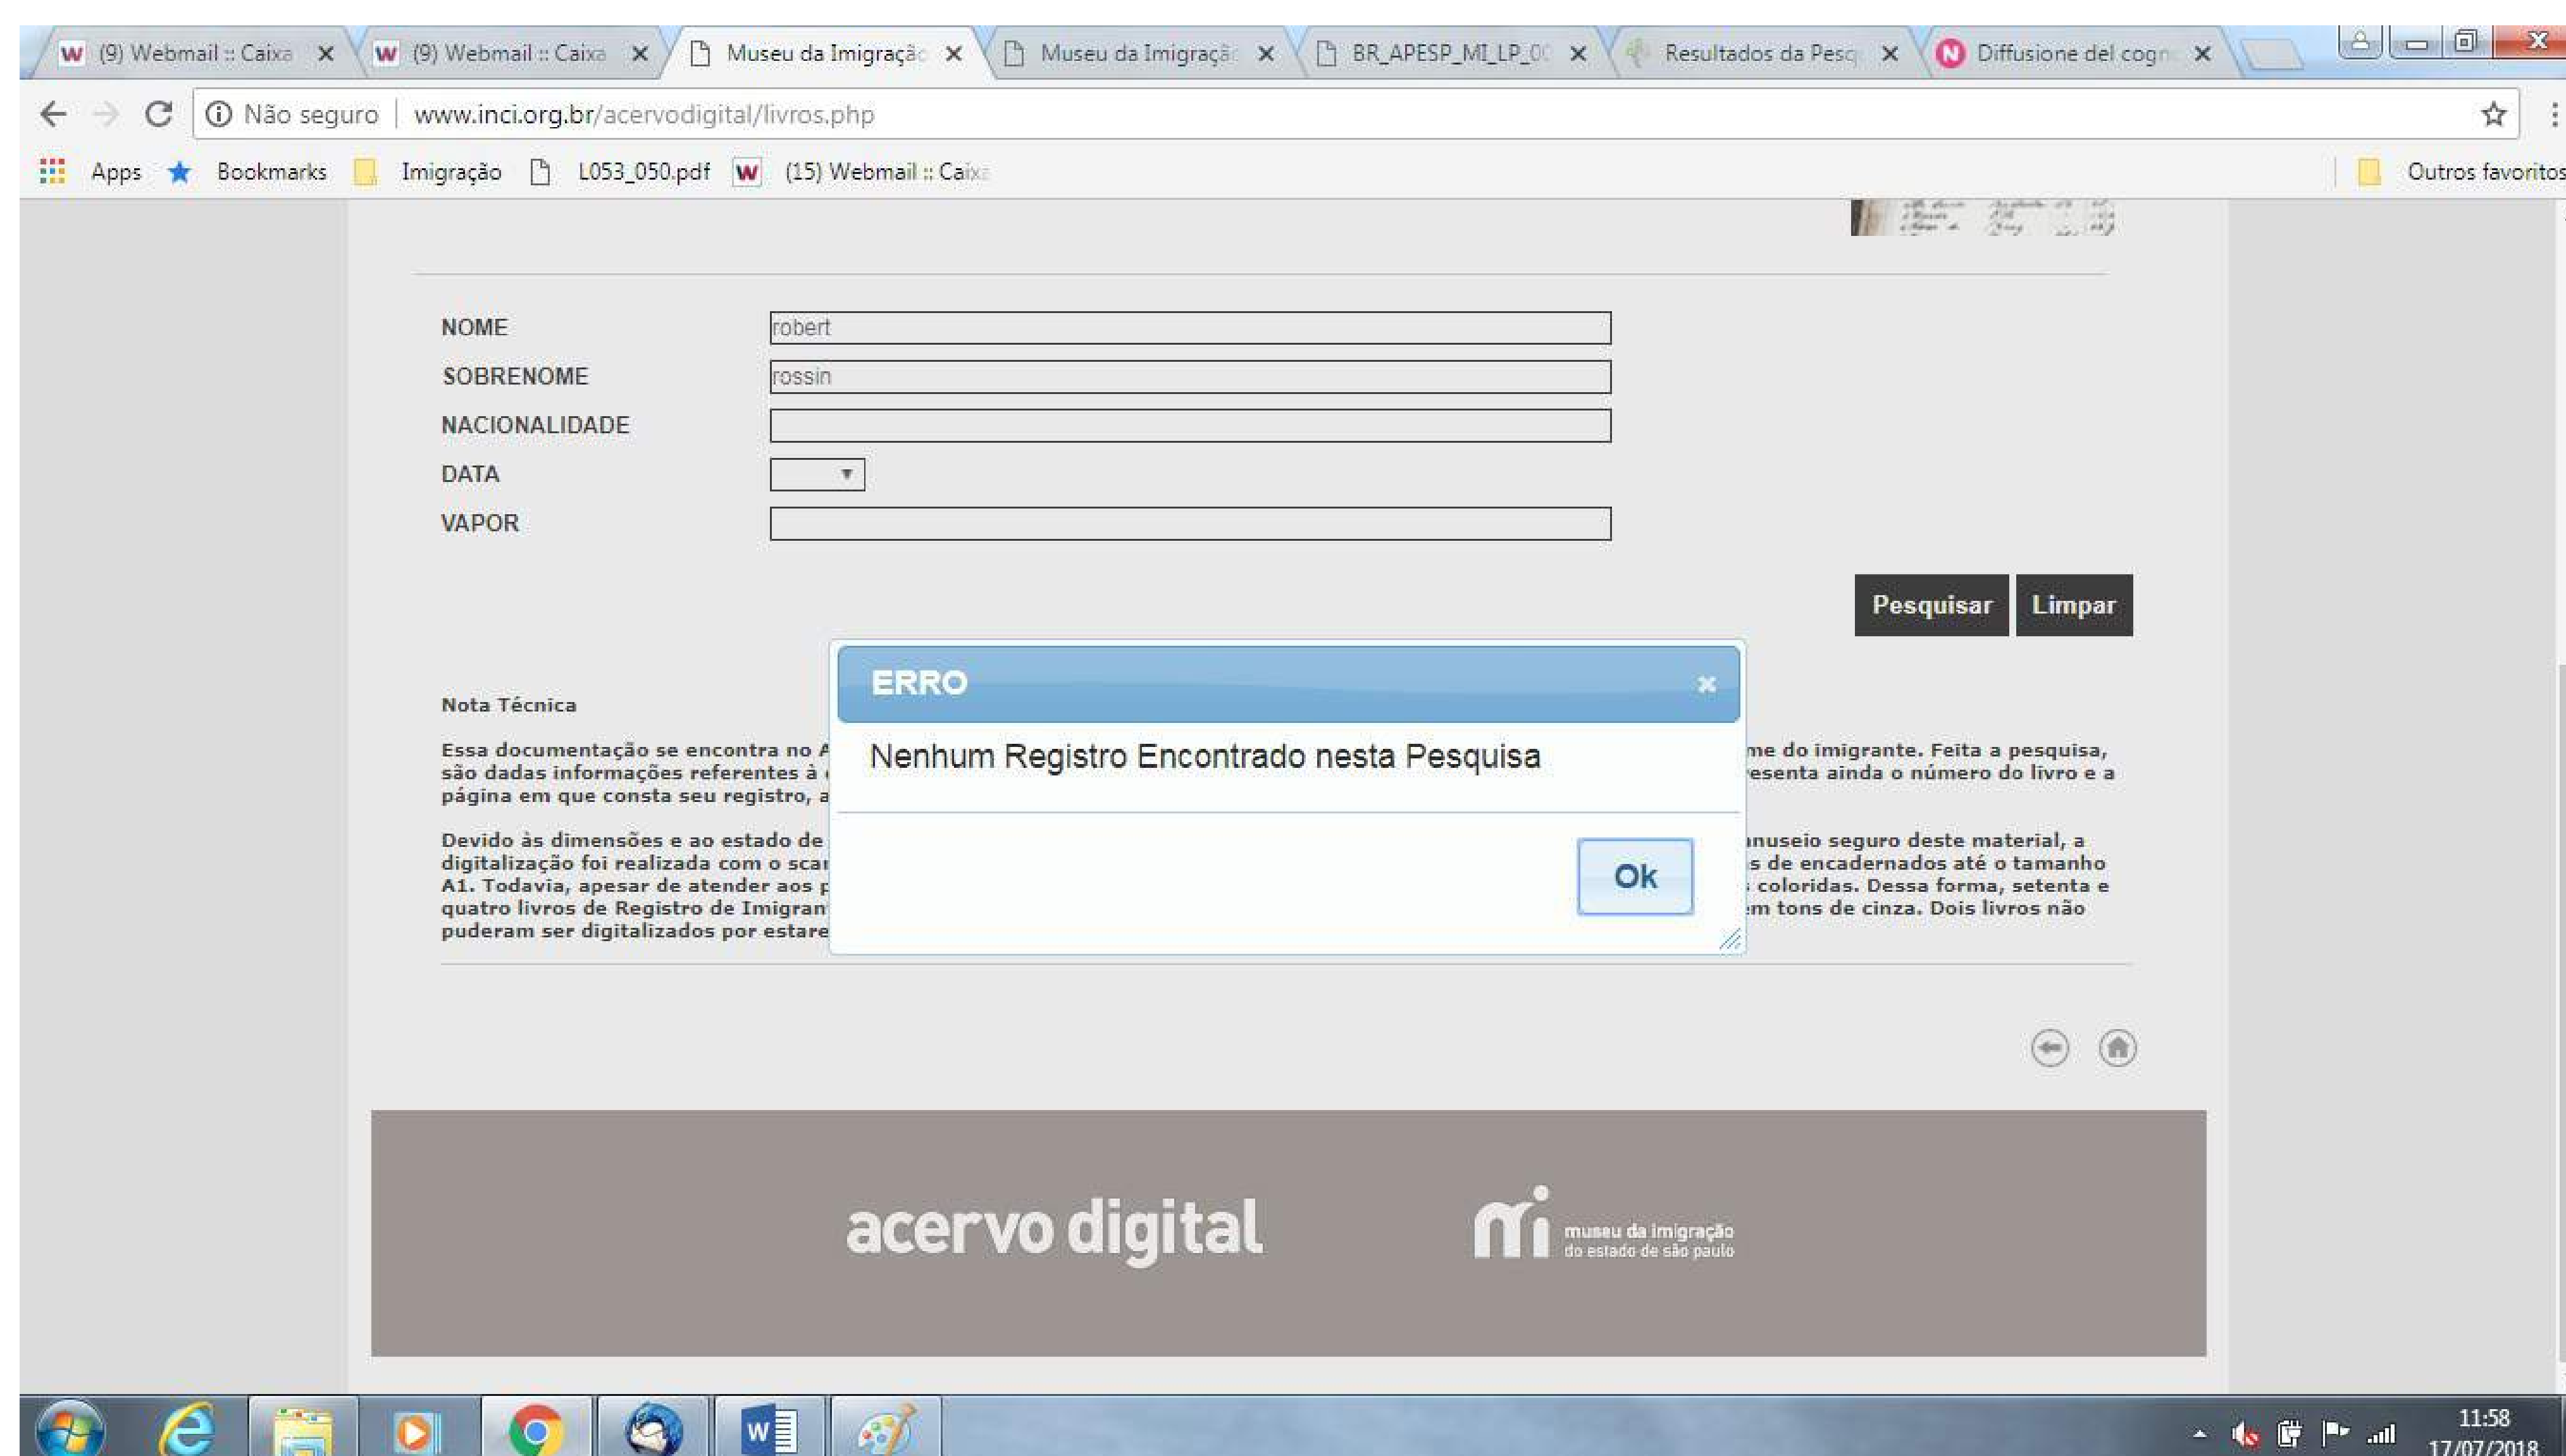 (9) Webmail :: Caixa
(9) Webmail :: Caixa
Museu da Imigração
Museu da Imigraçã
BR_APESP_MI_LP_0
Resultados da Pesq
Diffusione del cogn
Não seguro | www.inci.org.br/acervodigital/livros.php
Apps
Bookmarks
Imigração
L053_050.pdf
(15) Webmail :: Caix
Outros favoritos
NOME
robert
SOBRENOME
rossin
NACIONALIDADE
DATA
VAPOR
Pesquisar
Limpar
ERRO
Nenhum Registro Encontrado nesta Pesquisa
Ok
Nota Técnica
Essa documentação se encontra no A
me do imigrante. Feita a pesquisa,
são dadas informações referentes à
esenta ainda o número do livro e a
página em que consta seu registro, a
Devido às dimensões e ao estado de
nuseio seguro deste material, a
digitalização foi realizada com o sca
s de encadernados até o tamanho
A1. Todavia, apesar de atender aos p
coloridas. Dessa forma, setenta e
quatro livros de Registro de Imigran
m tons de cinza. Dois livros não
puderam ser digitalizados por estare
acervo digital
mi
museu da imigração
do estado de são paulo
11:58
17/07/2018